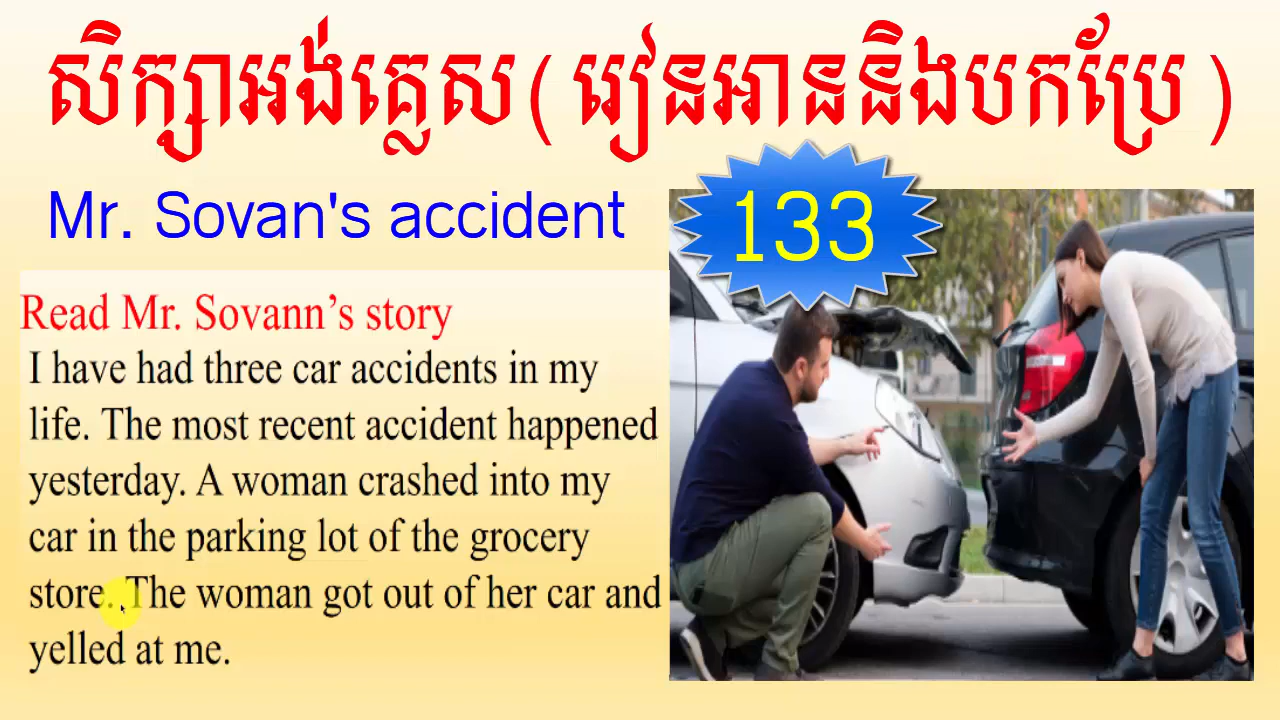 សិក្សាអង់គ្លេស( រៀនអាននិងបកប្រែ )
Mr. Sovan's accident
133
Read Mr. Sovann’s story
I have had three car accidents in my
life. The most recent accident happened
yesterday. A woman crashed into my
car in the parking lot of the grocery
store. The woman got out of her car and
yelled at me.